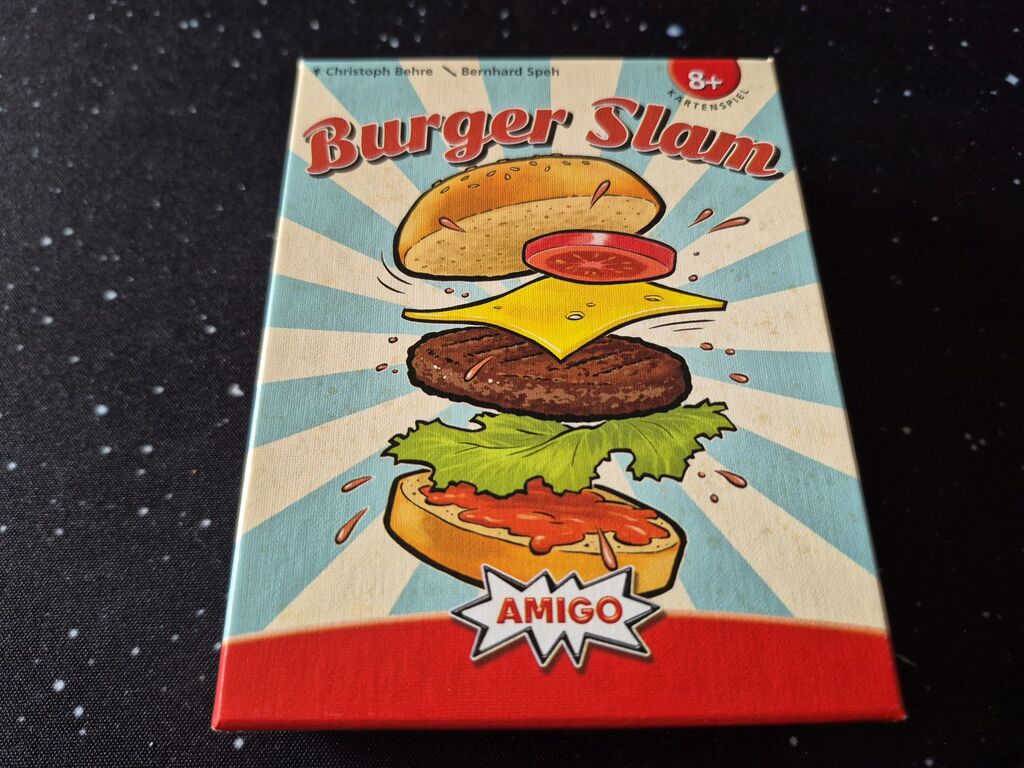 Christoph Behre Bernhard Speh
8+
KARTENSPIEL
Burger Slam
AMIGO